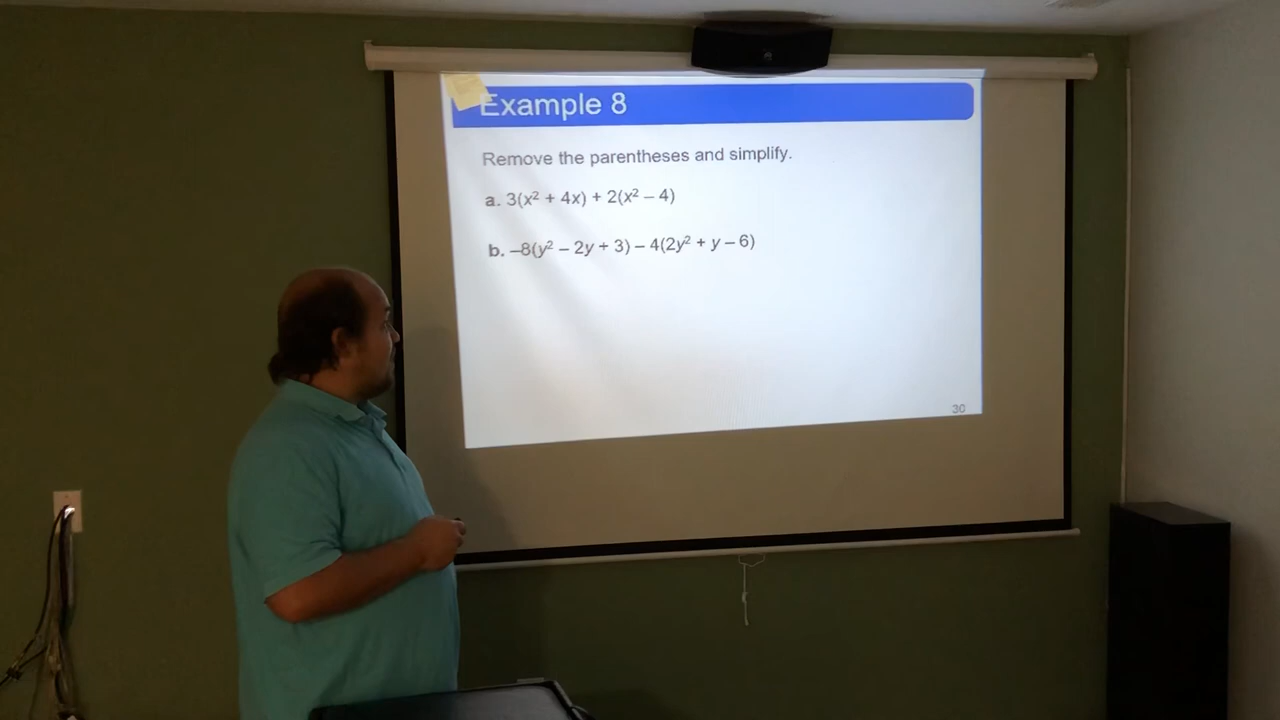 Example 8
Remove the parentheses and simplify.
a. 3(x² + 4x) + 2(x² – 4)
b. –8(y² – 2y + 3) – 4(2y² + y – 6)
30